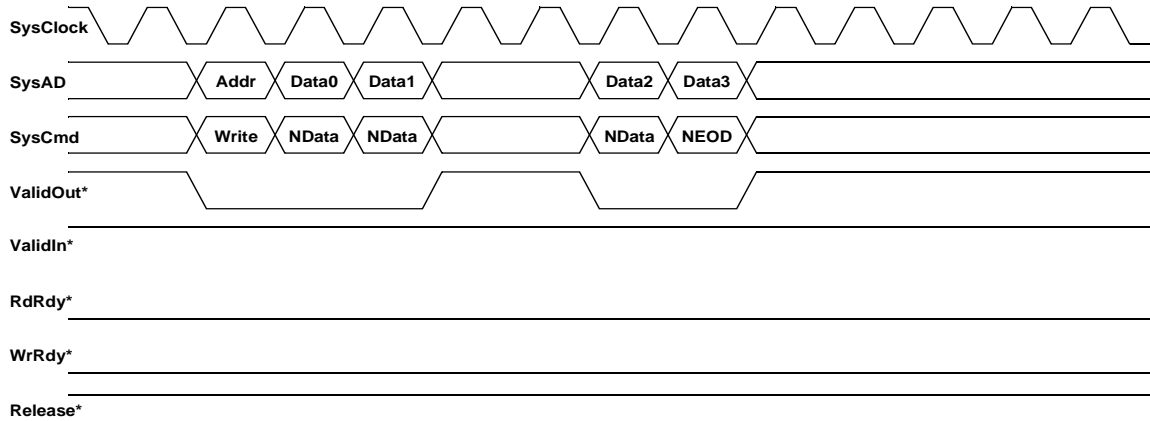 SysClock
SysAD Addr Data0 Data1 Data2 Data3
SysCmd Write NData NData NData NEOD
ValidOut*
ValidIn*
RdRdy*
WrRdy*
Release*